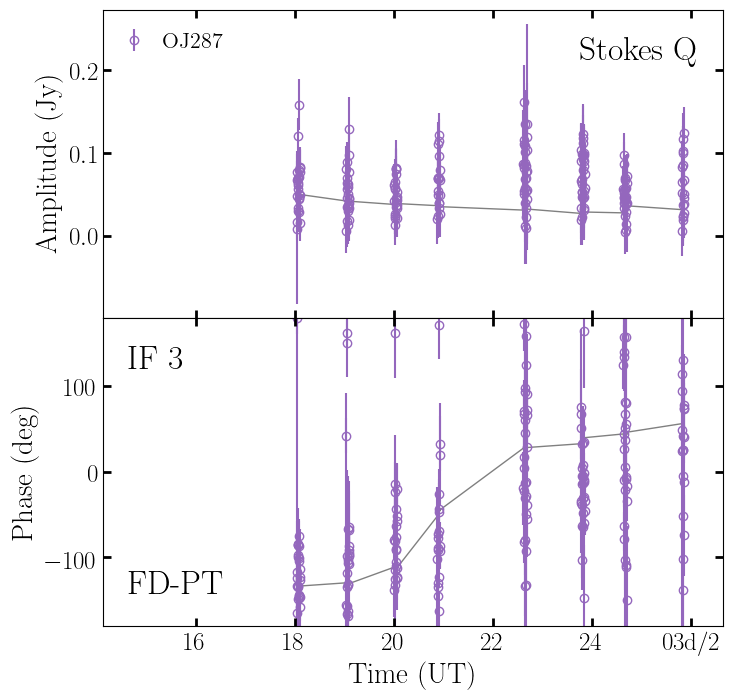 OJ287
Stokes Q
0.2
0.1
0.0
Amplitude (Jy)
IF 3
100
0
−100
Phase (deg)
FD-PT
16 18 20 22 24 03d/2
Time (UT)